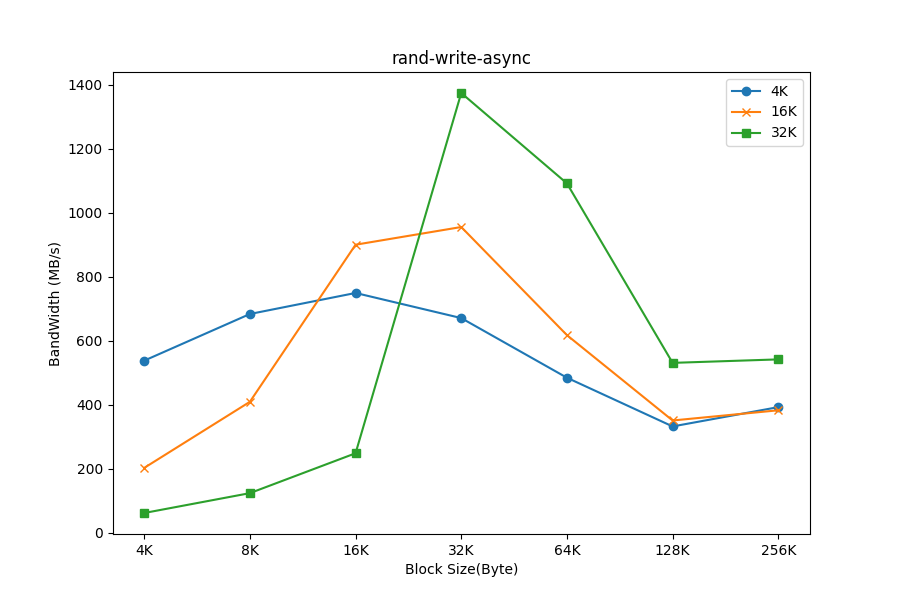 rand-write-async
1400
1200
1000
800
600
400
200
0
BandWidth (MB/s)
4K
16K
32K
4K 8K 16K 32K 64K 128K 256K
Block Size(Byte)